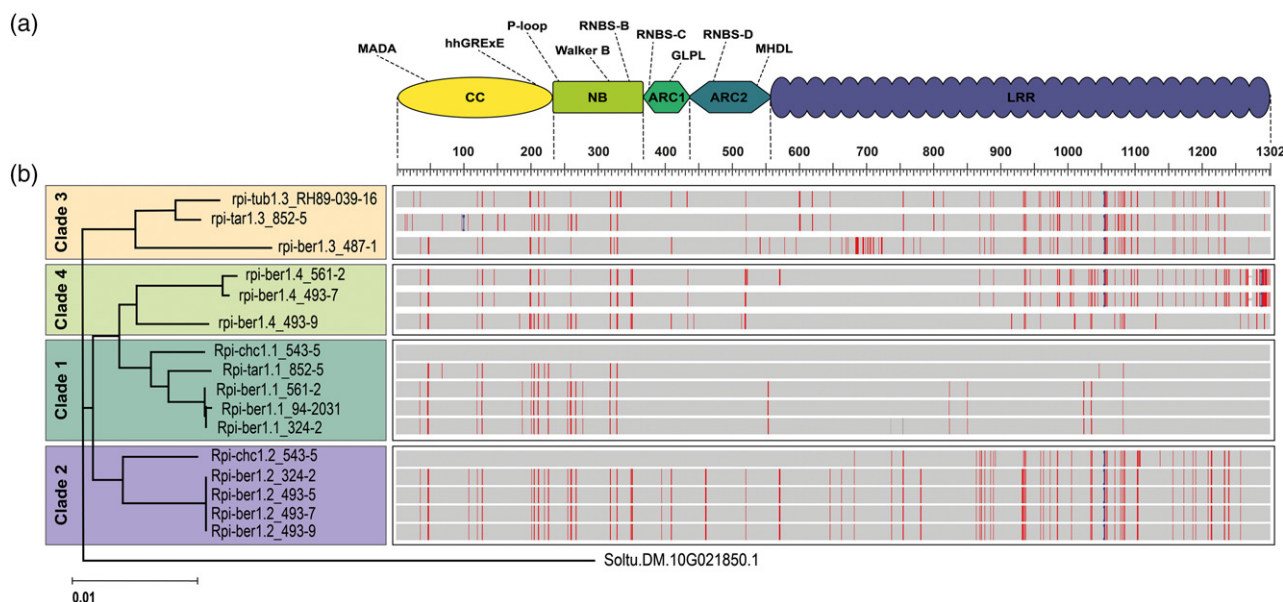 (a)
MADA
hhGRExE
P-loop
Walker B
RNBS-B
RNBS-C
GLPL
RNBS-D
MHDL
CC
NB
ARC1
ARC2
LRR
100 200 300 400 500 600 700 800 900 1000 1100 1200 1302
(b)
Clade 3
rpi-tub1.3_RH89-039-16
rpi-tar1.3_852-5
rpi-ber1.3_487-1
Clade 4
rpi-ber1.4_561-2
rpi-ber1.4_493-7
rpi-ber1.4_493-9
Clade 1
Rpi-chc1.1_543-5
Rpi-tar1.1_852-5
Rpi-ber1.1_561-2
Rpi-ber1.1_94-2031
Rpi-ber1.1_324-2
Clade 2
Rpi-chc1.2_543-5
Rpi-ber1.2_324-2
Rpi-ber1.2_493-5
Rpi-ber1.2_493-7
Rpi-ber1.2_493-9
Soltu.DM.10G021850.1
0.01